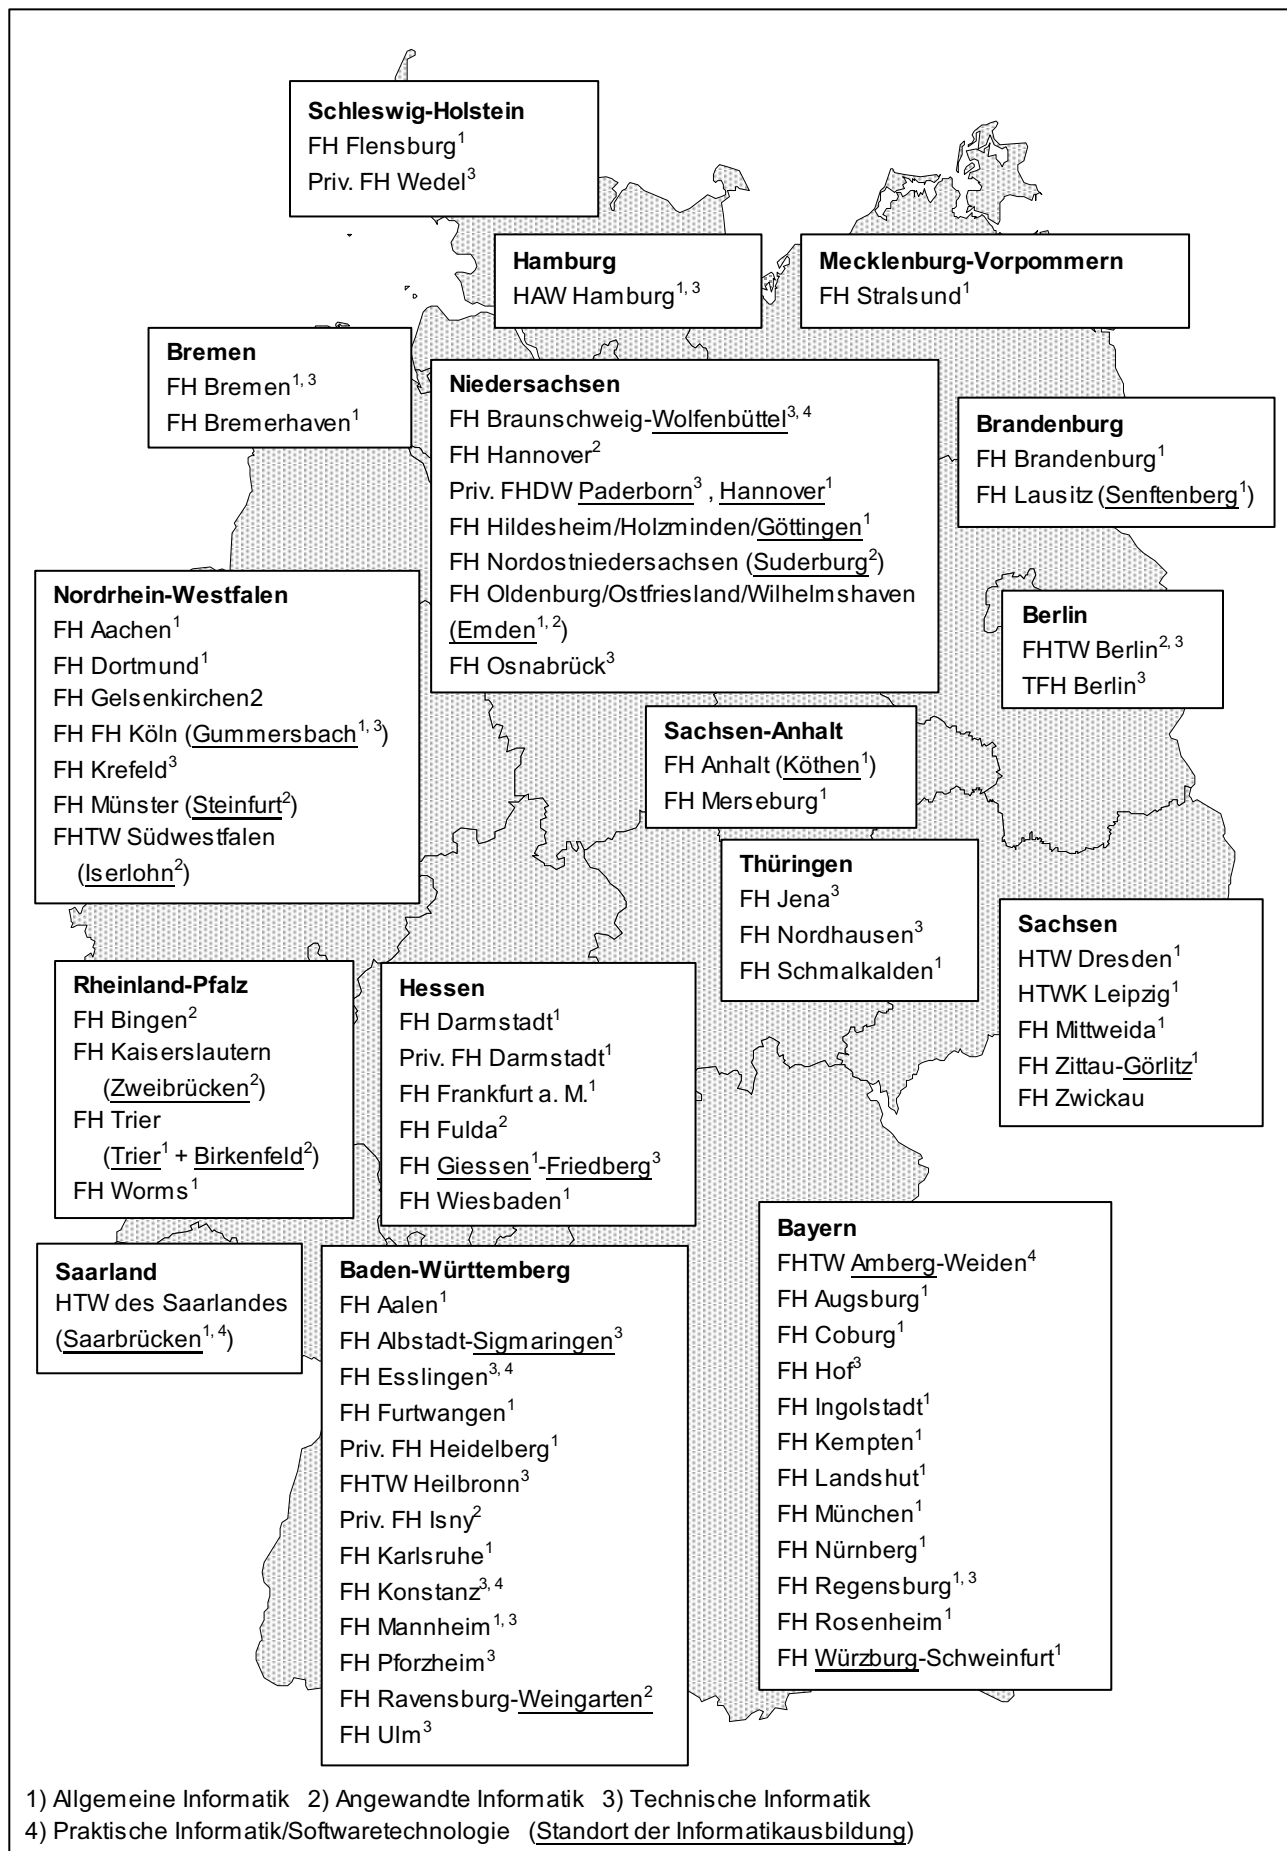 Schleswig-Holstein
FH Flensburg¹
Priv. FH Wedel³
Hamburg
HAW Hamburg¹, ³
Mecklenburg-Vorpommern
FH Stralsund¹
Bremen
FH Bremen¹, ³
FH Bremerhaven¹
Niedersachsen
FH Braunschweig-Wolfenbüttel³, ⁴
FH Hannover²
Priv. FHDW Paderborn³ , Hannover¹
FH Hildesheim/Holzminden/Göttingen¹
FH Nordostniedersachsen (Suderburg²)
FH Oldenburg/Ostfriesland/Wilhelmshaven
(Emden¹, ²)
FH Osnabrück³
Brandenburg
FH Brandenburg¹
FH Lausitz (Senftenberg¹)
Nordrhein-Westfalen
FH Aachen¹
FH Dortmund¹
FH Gelsenkirchen2
FH FH Köln (Gummersbach¹, ³)
FH Krefeld³
FH Münster (Steinfurt²)
FHTW Südwestfalen
(Iserlohn²)
Berlin
FHTW Berlin², ³
TFH Berlin³
Sachsen-Anhalt
FH Anhalt (Köthen¹)
FH Merseburg¹
Thüringen
FH Jena³
FH Nordhausen³
FH Schmalkalden¹
Sachsen
HTW Dresden¹
HTWK Leipzig¹
FH Mittweida¹
FH Zittau-Görlitz¹
FH Zwickau
Rheinland-Pfalz
FH Bingen²
FH Kaiserslautern
(Zweibrücken²)
FH Trier
(Trier¹ + Birkenfeld²)
FH Worms¹
Hessen
FH Darmstadt¹
Priv. FH Darmstadt¹
FH Frankfurt a. M.¹
FH Fulda²
FH Giessen¹-Friedberg³
FH Wiesbaden¹
Saarland
HTW des Saarlandes
(Saarbrücken¹, ⁴)
Baden-Württemberg
FH Aalen¹
FH Albstadt-Sigmaringen³
FH Esslingen³, ⁴
FH Furtwangen¹
Priv. FH Heidelberg¹
FHTW Heilbronn³
Priv. FH Isny²
FH Karlsruhe¹
FH Konstanz³, ⁴
FH Mannheim¹, ³
FH Pforzheim³
FH Ravensburg-Weingarten²
FH Ulm³
Bayern
FHTW Amberg-Weiden⁴
FH Augsburg¹
FH Coburg¹
FH Hof³
FH Ingolstadt¹
FH Kempten¹
FH Landshut¹
FH München¹
FH Nürnberg¹
FH Regensburg¹, ³
FH Rosenheim¹
FH Würzburg-Schweinfurt¹
1) Allgemeine Informatik 2) Angewandte Informatik 3) Technische Informatik
4) Praktische Informatik/Softwaretechnologie (Standort der Informatikausbildung)